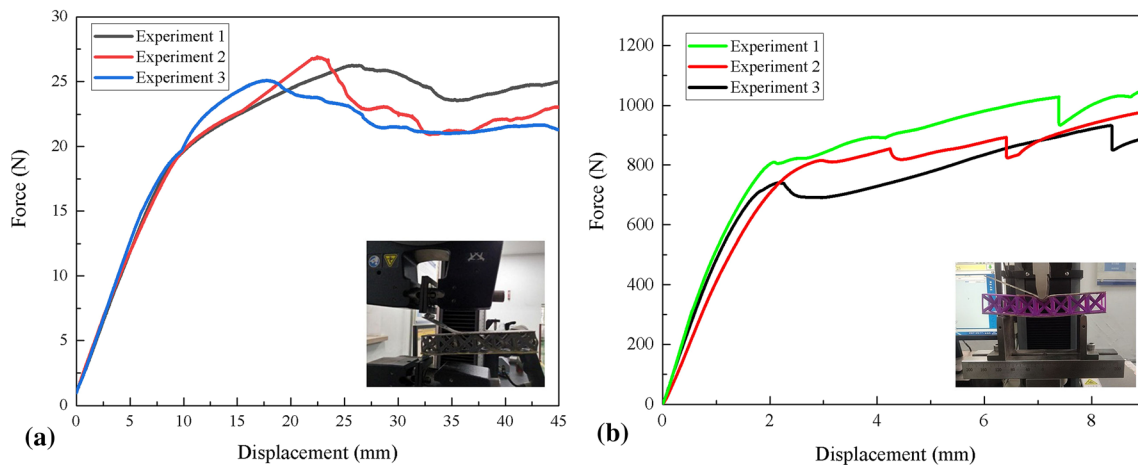 30
25
20
15
10
5
0
Force (N)
Experiment 1
Experiment 2
Experiment 3
0 5 10 15 20 25 30 35 40 45
Displacement (mm)
(a)
1200
1000
800
600
400
200
0
Force (N)
Experiment 1
Experiment 2
Experiment 3
0 2 4 6 8
Displacement (mm)
(b)